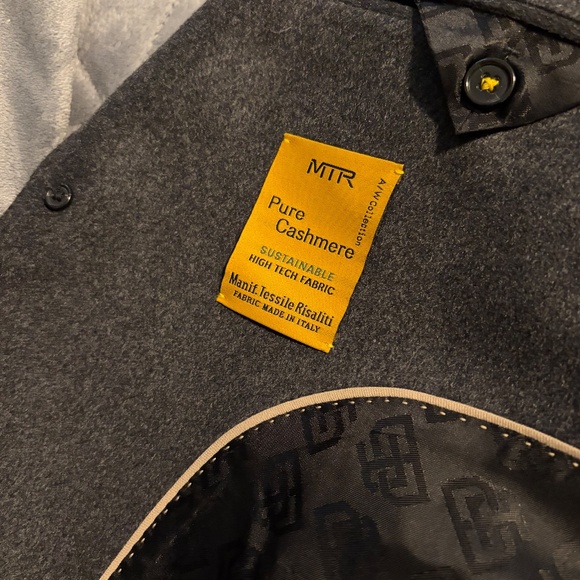 MTR
A/W Collection
Pure
Cashmere
SUSTAINABLE
HIGH TECH FABRIC
Manif. Tessile Risaliti
FABRIC MADE IN ITALY